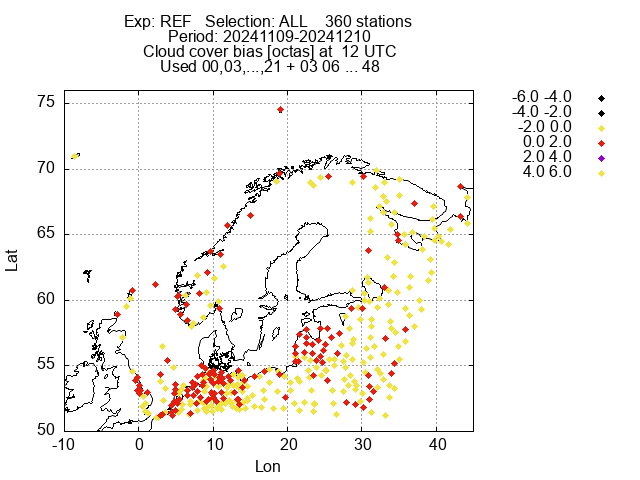 Exp: REF   Selection: ALL    360 stations
Period: 20241109-20241210
Cloud cover bias [octas] at  12 UTC
Used 00,03,...,21 + 03 06 ... 48
-6.0 -4.0
-4.0 -2.0
-2.0 0.0
0.0 2.0
2.0 4.0
4.0 6.0
75
70
65
60
55
50
Lat
-10 0 10 20 30 40
Lon